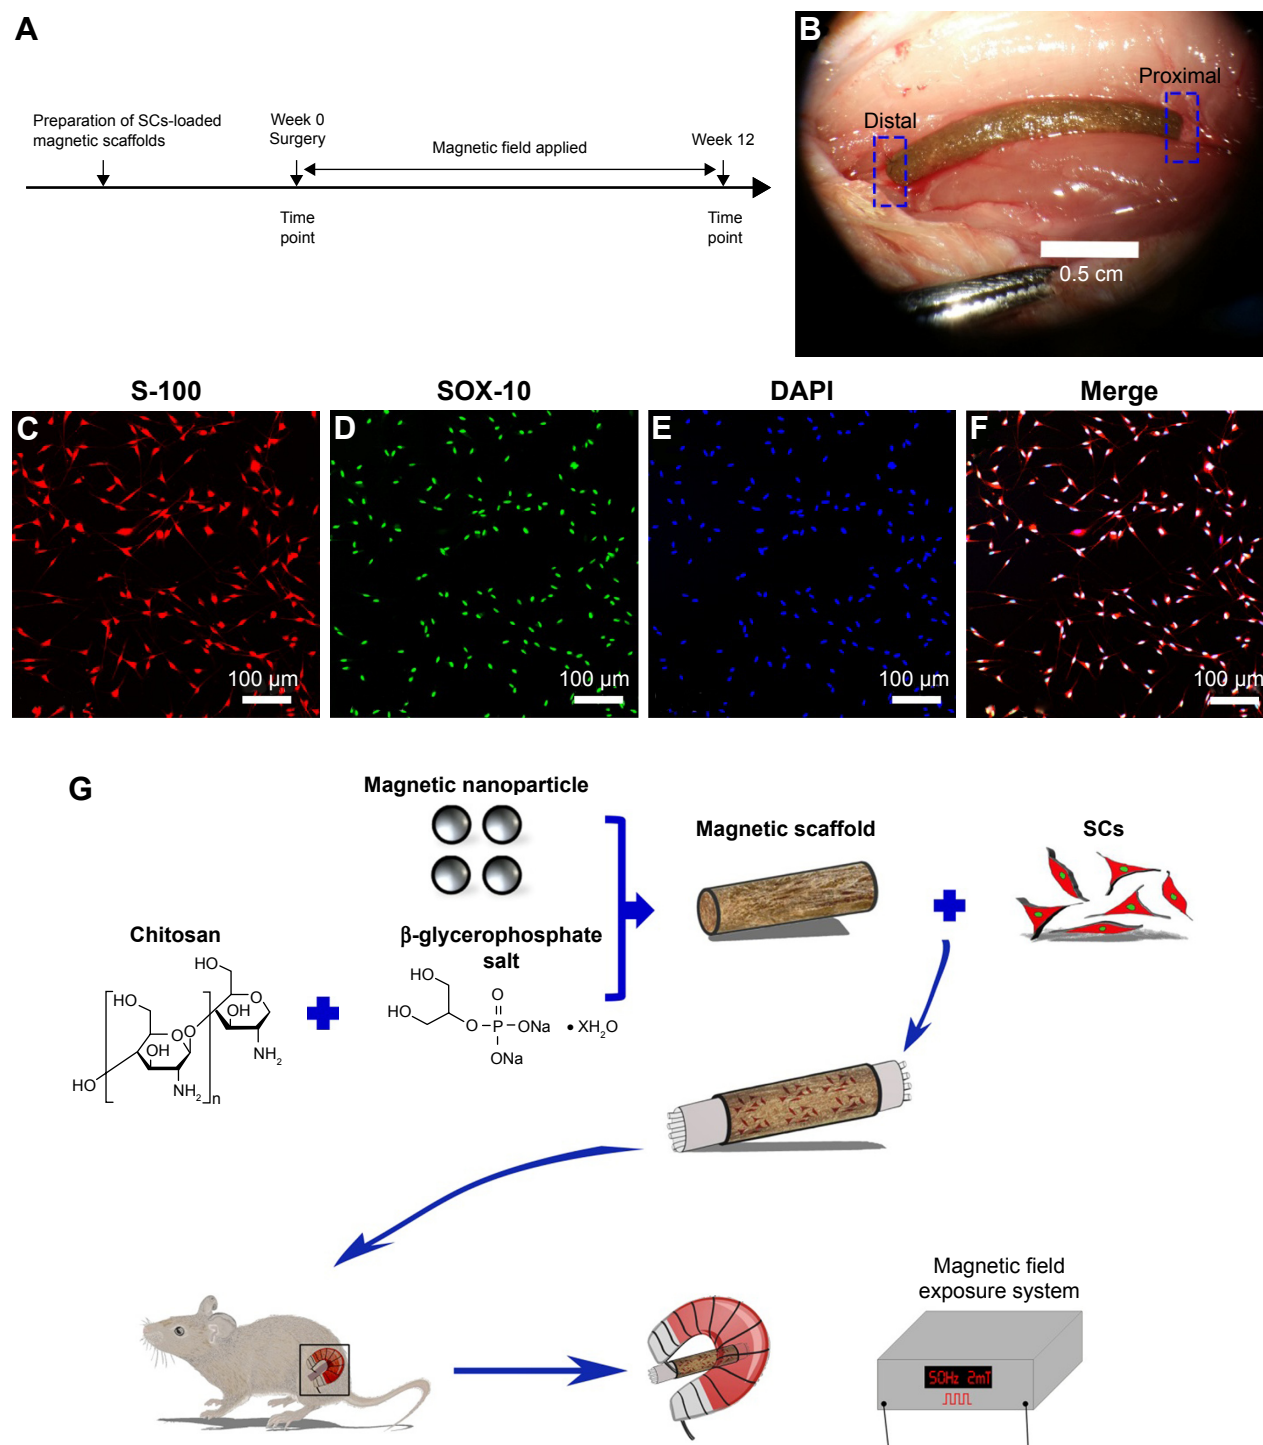 A
Preparation of SCs-loaded
magnetic scaffolds
Week 0
Surgery
Magnetic field applied
Week 12
Time
point
Time
point
B
Proximal
Distal
0.5 cm
S-100
SOX-10
DAPI
Merge
C
D
E
F
100 µm
100 µm
100 µm
100 µm
G
Magnetic nanoparticle
Magnetic scaffold
SCs
Chitosan
β-glycerophosphate
salt
HO
O
HO
OH
NH2
O
O
OH
NH2
HO
n
HO
HO
O
O
P
ONa
ONa
• XH2O
Magnetic field
exposure system
50Hz 2mT